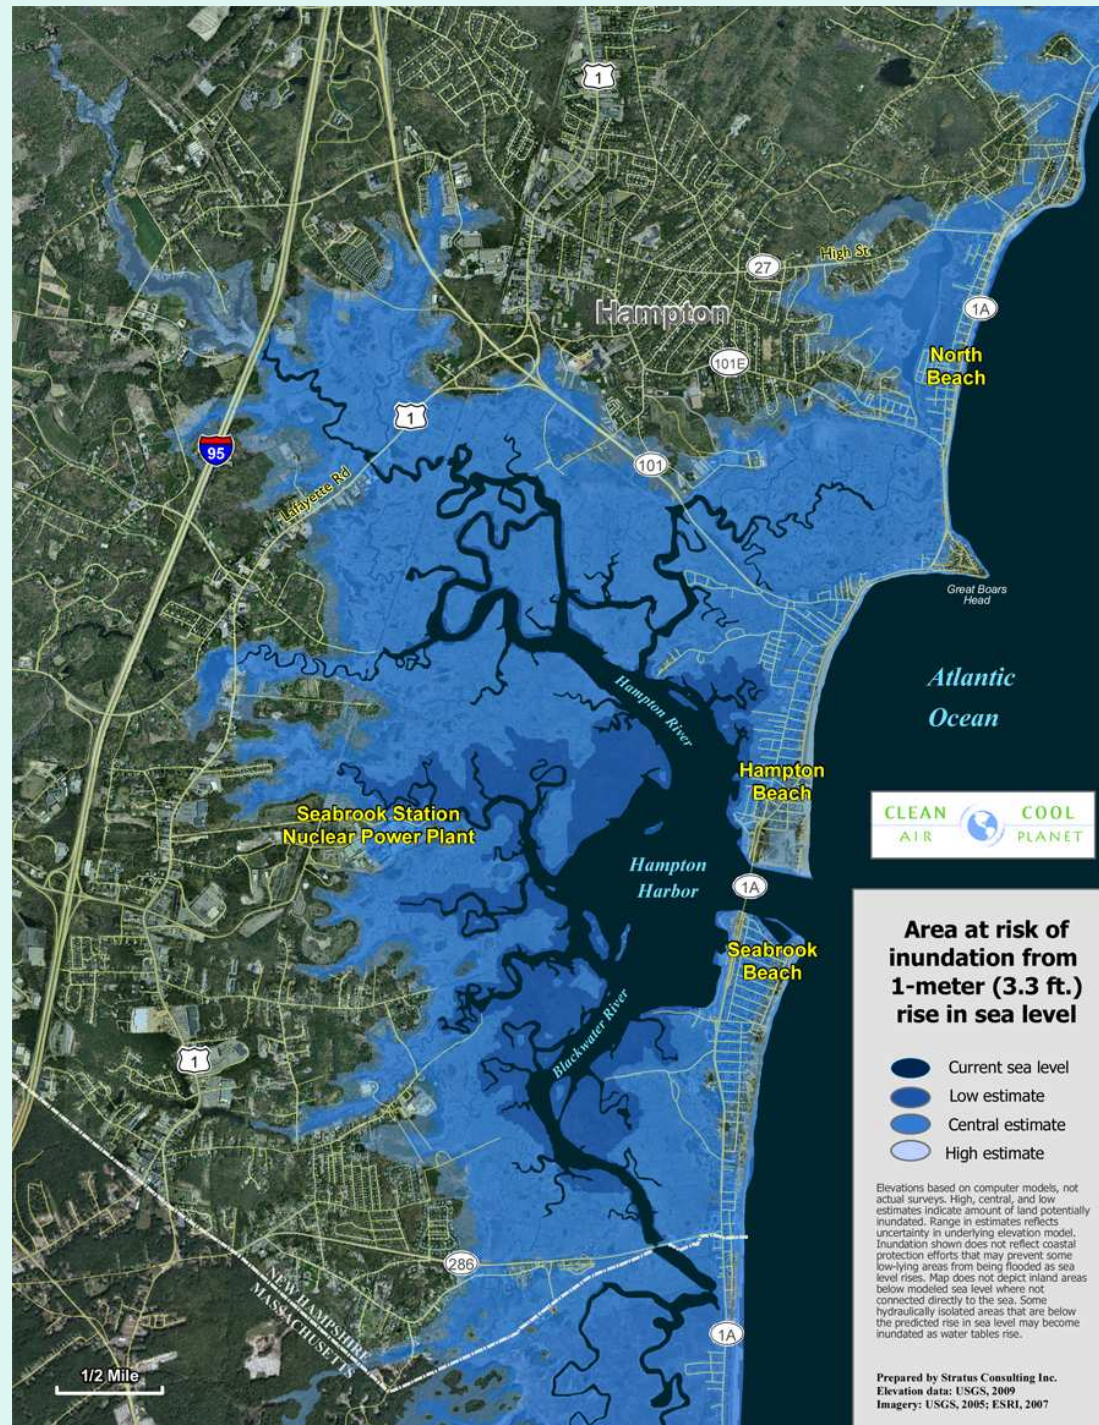 1
27
High St
Hampton
1A
North
Beach
101E
1
95
101
Lafayette Rd
Great Boars
Head
Atlantic
Ocean
Hampton River
Hampton
Beach
Seabrook Station
Nuclear Power Plant
CLEAN COOL
AIR PLANET
Hampton
Harbor
1A
Seabrook
Beach
Blackwater River
1
286
NEW HAMPSHIRE
MASSACHUSETTS
1A
1/2 Mile
Area at risk of
inundation from
1-meter (3.3 ft.)
rise in sea level
Current sea level
Low estimate
Central estimate
High estimate
Elevations based on computer models, not
actual surveys. High, central, and low
estimates indicate amount of land potentially
inundated. Range in estimates reflects
uncertainty in underlying elevation model.
Inundation shown does not reflect coastal
protection efforts that may prevent some
low-lying areas from being flooded as sea
level rises. Map does not depict inland areas
below modeled sea level where not
connected directly to the sea. Some
hydraulically isolated areas that are below
the predicted rise in sea level may become
inundated as water tables rise.
Prepared by Stratus Consulting Inc.
Elevation data: USGS, 2009
Imagery: USGS, 2005; ESRI, 2007